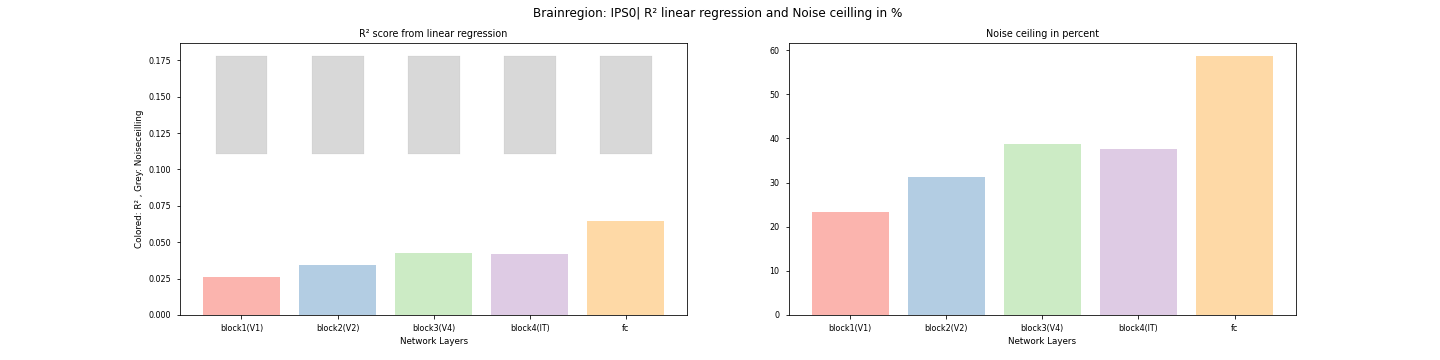 Brainregion: IPS0| R² linear regression and Noise ceilling in %
R² score from linear regression
Colored: R² , Grey: Noiseceilling
0.175
0.150
0.125
0.100
0.075
0.050
0.025
0.000
block1(V1) block2(V2) block3(V4) block4(IT) fc
Network Layers
Noise ceiling in percent
60
50
40
30
20
10
0
block1(V1) block2(V2) block3(V4) block4(IT) fc
Network Layers